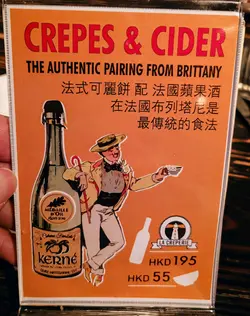 CREPES & CIDER
THE AUTHENTIC PAIRING FROM BRITTANY
法式可麗餅 配 法國蘋果酒
在法國布列塔尼是
最傳統的食法
MÉDAILLE D'OR
KERNÉ
LA CREPERIE
HKD 195
HKD 55